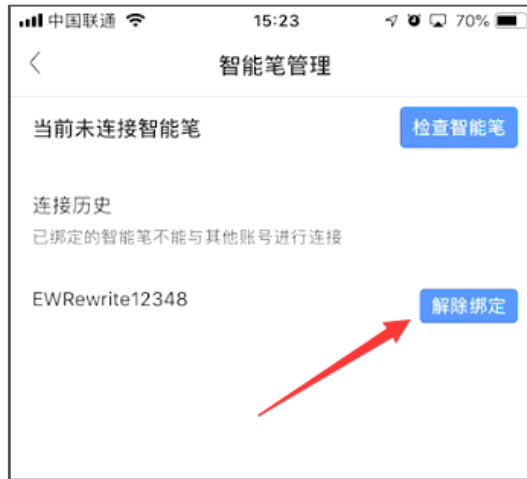 中国联通 15:23 70%
智能笔管理
当前未连接智能笔 检查智能笔
连接历史
已绑定的智能笔不能与其他账号进行连接
EWRewrite12348 解除绑定